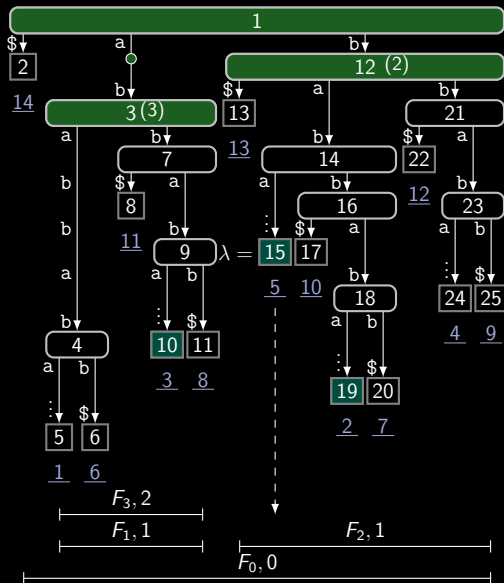 1
$ a b
2 12 (2)
14 b $ a b
3 (3) 13 21
a b 13 b $ b
7 14 22
b $ a a b 12
8 16 23
b 11 b ⋮ $ b ⋮ $
9 λ = 15 17
a ⋮ b $ 5 10 a b
b 18 24 25
4 10 11 a b 4 9
a b 3 8 ⋮ $
⋮ $ 19 20
5 6 2 7
1 6
F₃, 2
F₁, 1 F₂, 1
F₀, 0